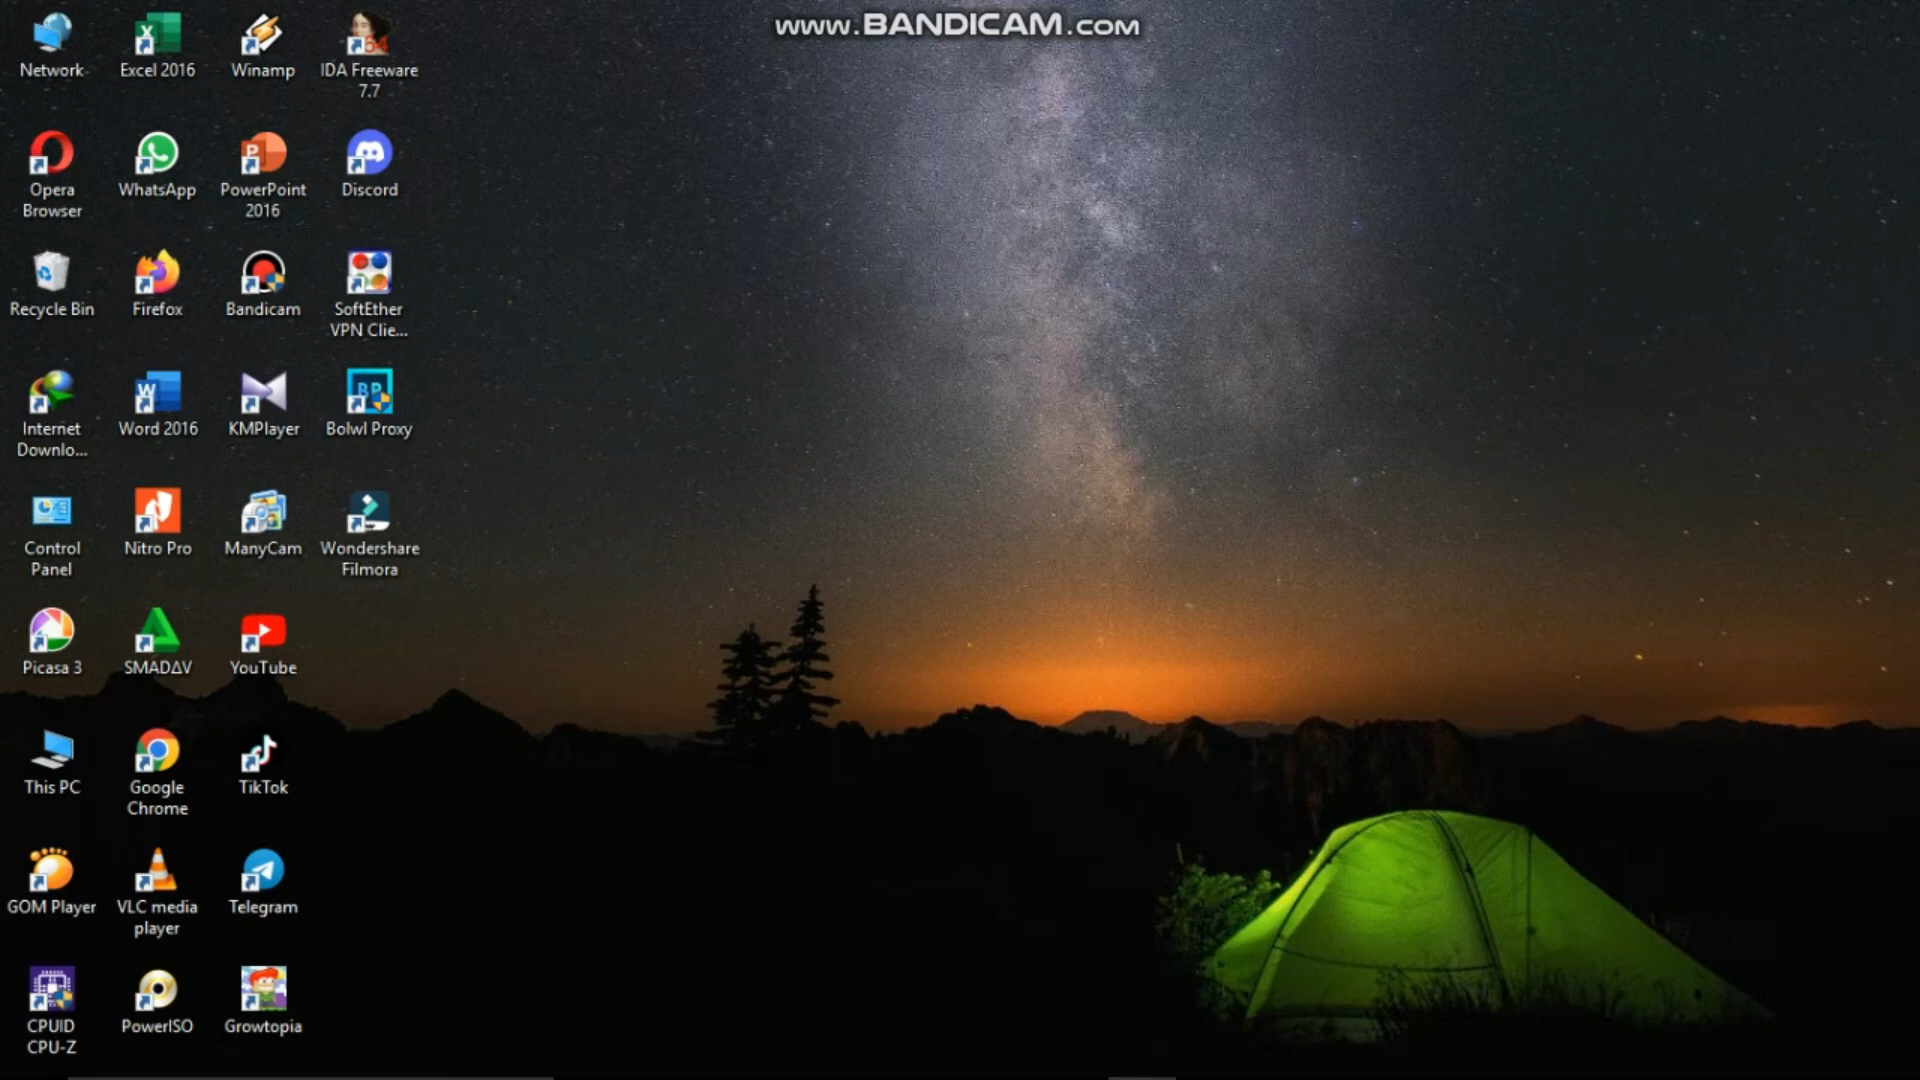 www.BANDICAM.com
Network
Excel 2016
Winamp
IDA Freeware
7.7
Opera
Browser
WhatsApp
PowerPoint
2016
Discord
Recycle Bin
Firefox
Bandicam
SoftEther
VPN Clie...
Internet
Downlo...
Word 2016
KMPlayer
Bolwl Proxy
Control
Panel
Nitro Pro
ManyCam
Wondershare
Filmora
Picasa 3
SMADΔV
YouTube
This PC
Google
Chrome
TikTok
GOM Player
VLC media
player
Telegram
CPUID
CPU-Z
PowerISO
Growtopia